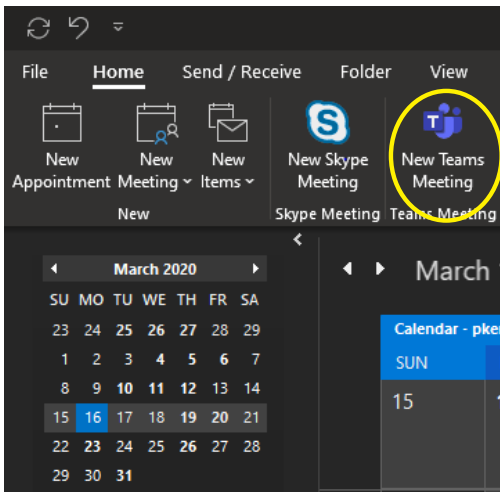 File Home Send / Receive Folder View
New Appointment
New Meeting
New Items
New Skype Meeting
New Teams Meeting
New
Skype Meeting
Teams Meeting
March 2020
SU MO TU WE TH FR SA
23 24 25 26 27 28 29
1 2 3 4 5 6 7
8 9 10 11 12 13 14
15 16 17 18 19 20 21
22 23 24 25 26 27 28
29 30 31
March
Calendar - pke
SUN
15